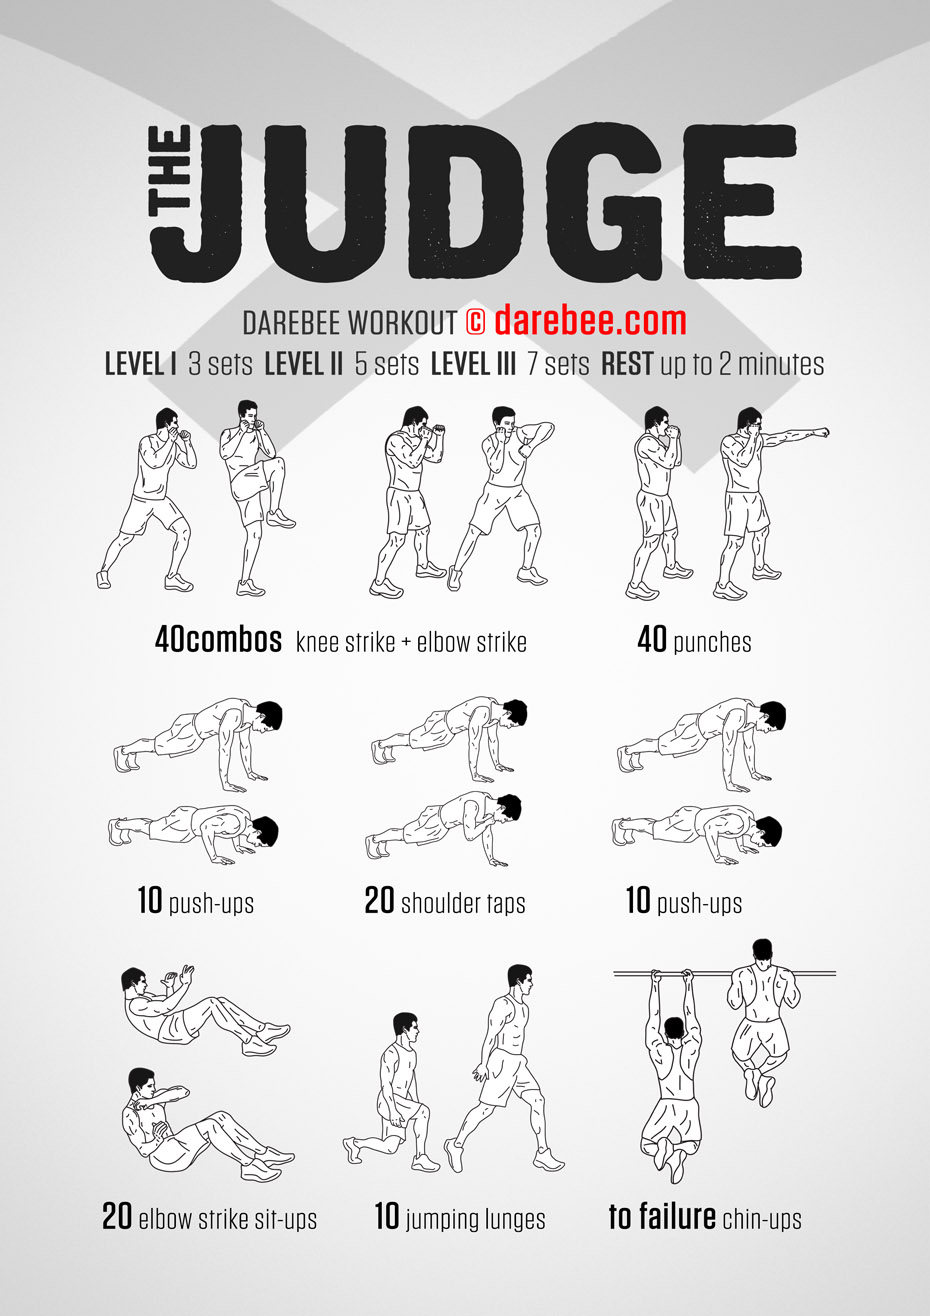 THE
JUDGE
DAREBEE WORKOUT © darebee.com
LEVEL I 3 sets LEVEL II 5 sets LEVEL III 7 sets REST up to 2 minutes
40combos knee strike + elbow strike
40 punches
10 push-ups
20 shoulder taps
10 push-ups
20 elbow strike sit-ups
10 jumping lunges
to failure chin-ups